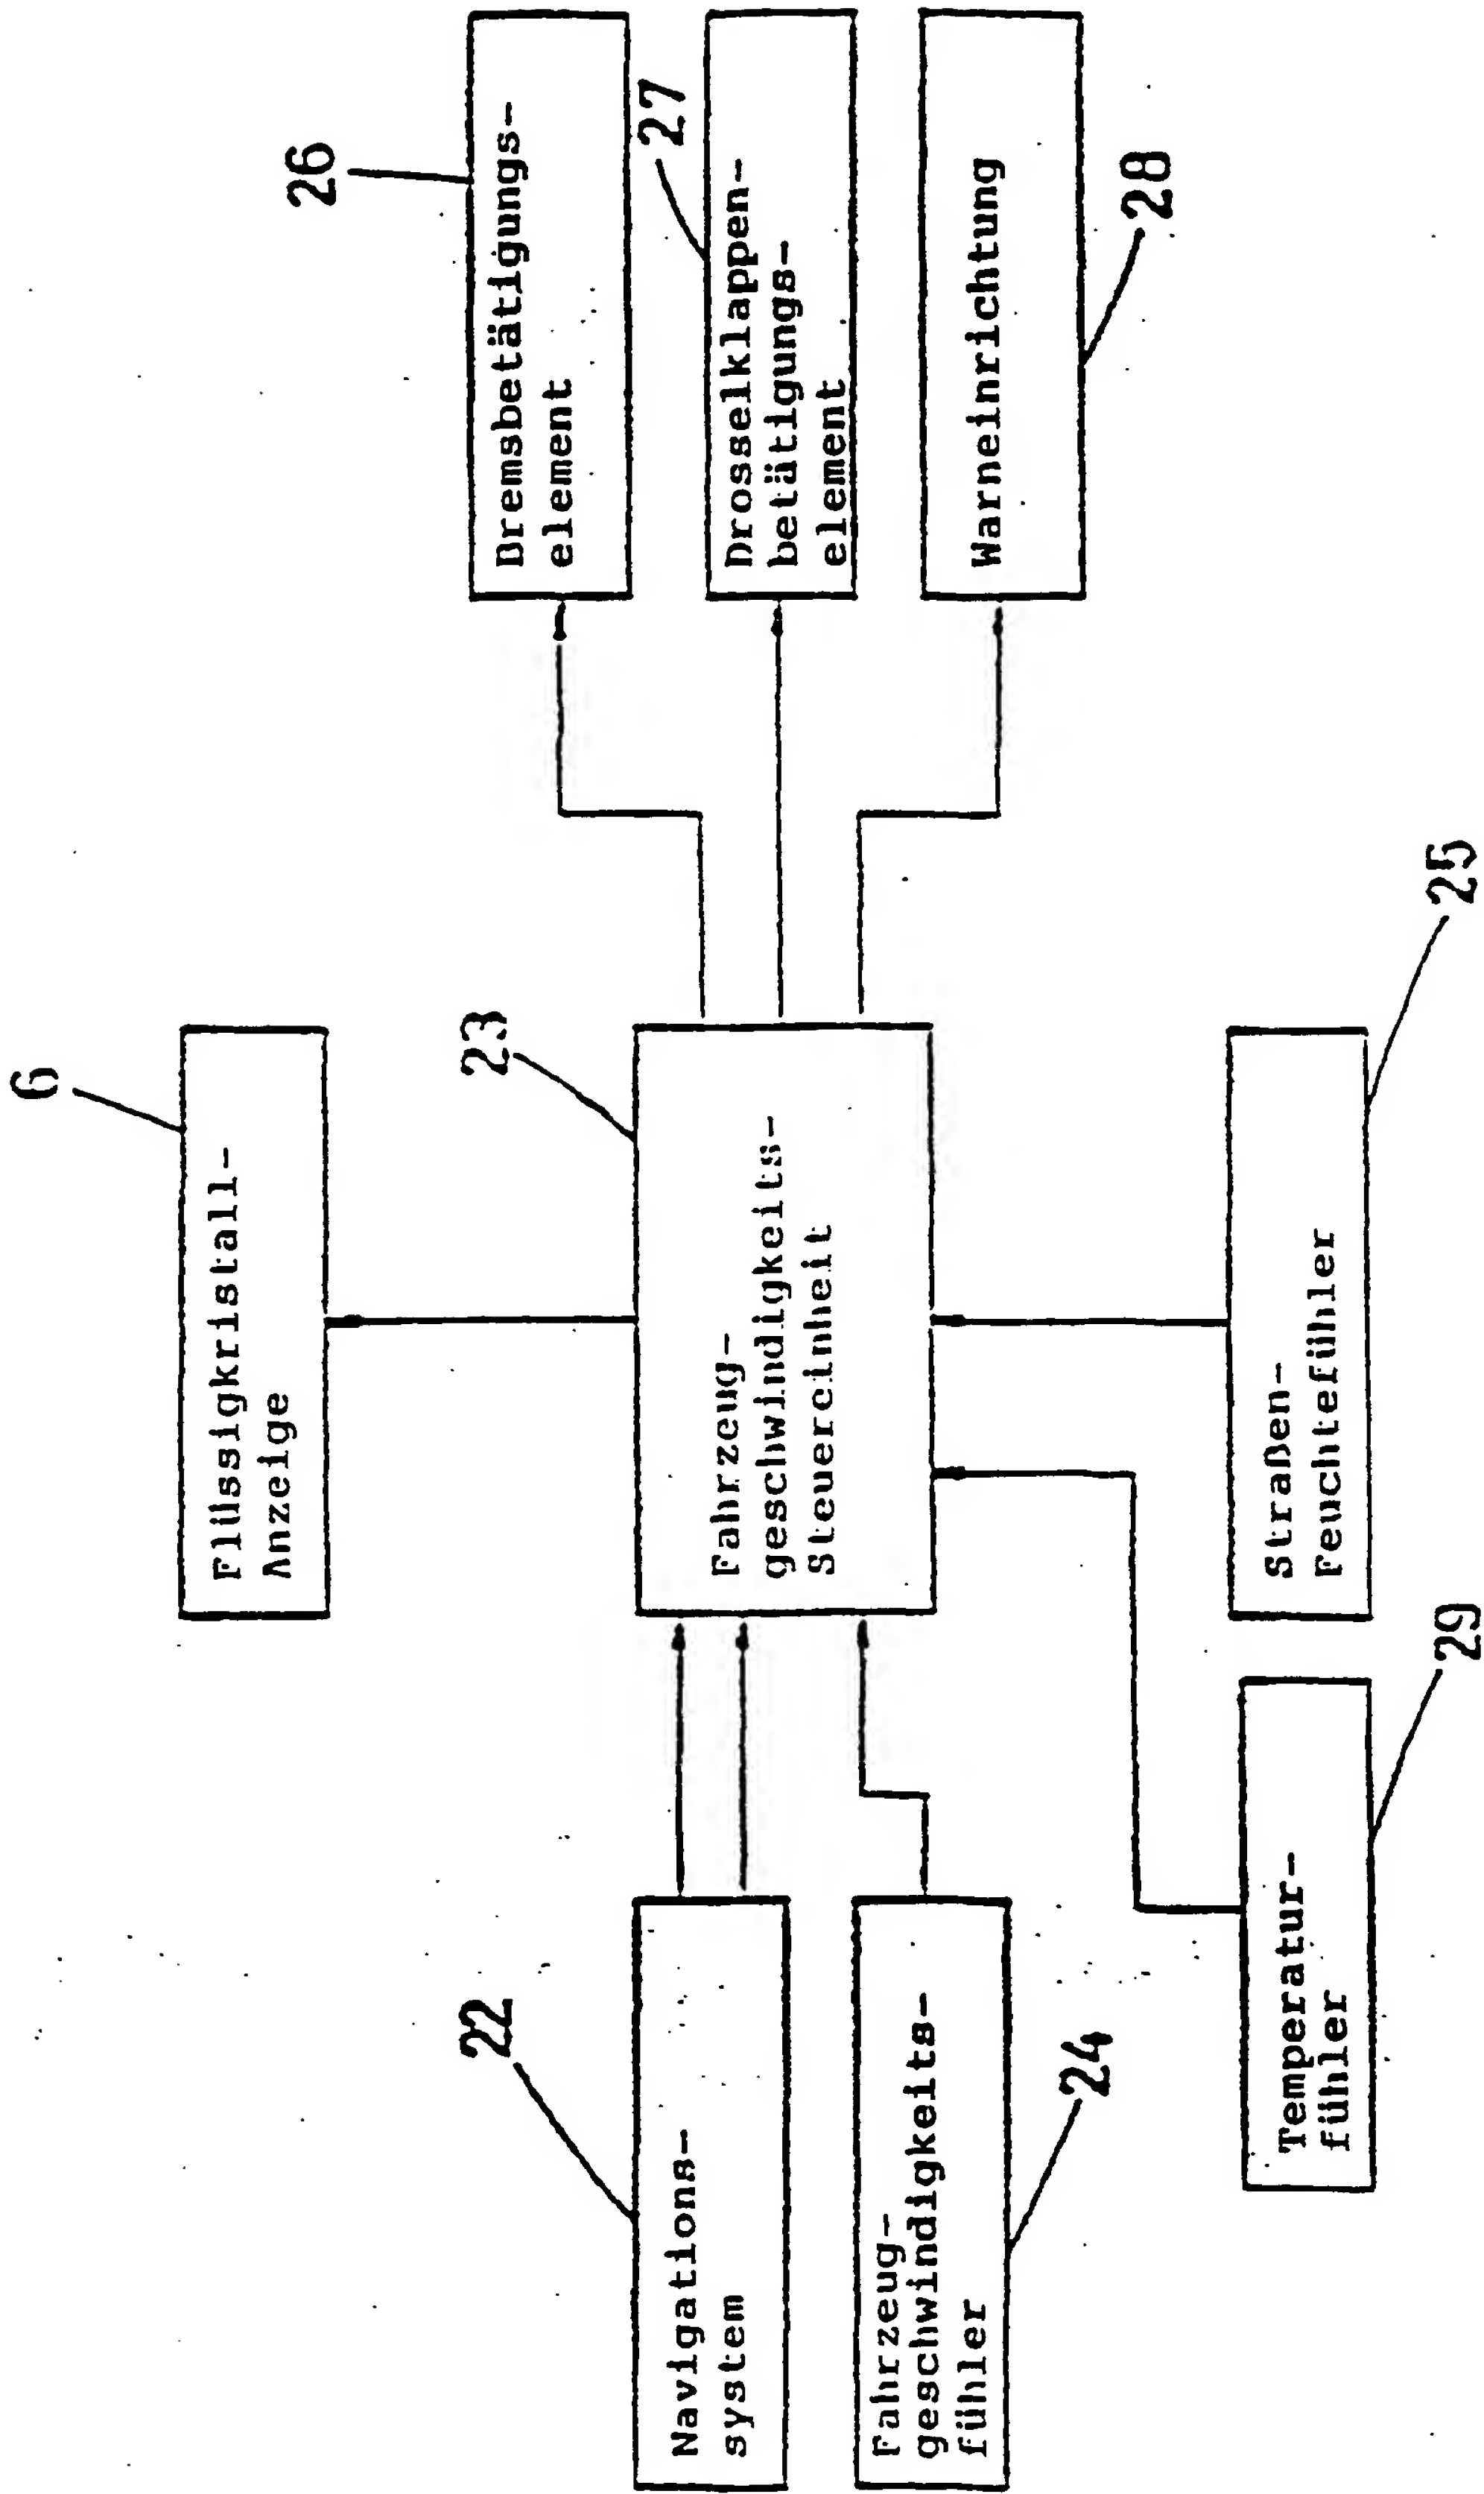 6
Flüssigkristall-
Anzeige
22
Navigations-
system
23
Fahrzeug-
geschwindigkeits-
Steuereinheit
26
Bremsbetätigungs-
element
27
Drosselklappen-
betätigungs-
element
Warneinrichtung
28
Fahrzeug-
geschwindigkeits-
fühler
24
Temperatur-
fühler
29
Straßen-
Feuchtefühler
25